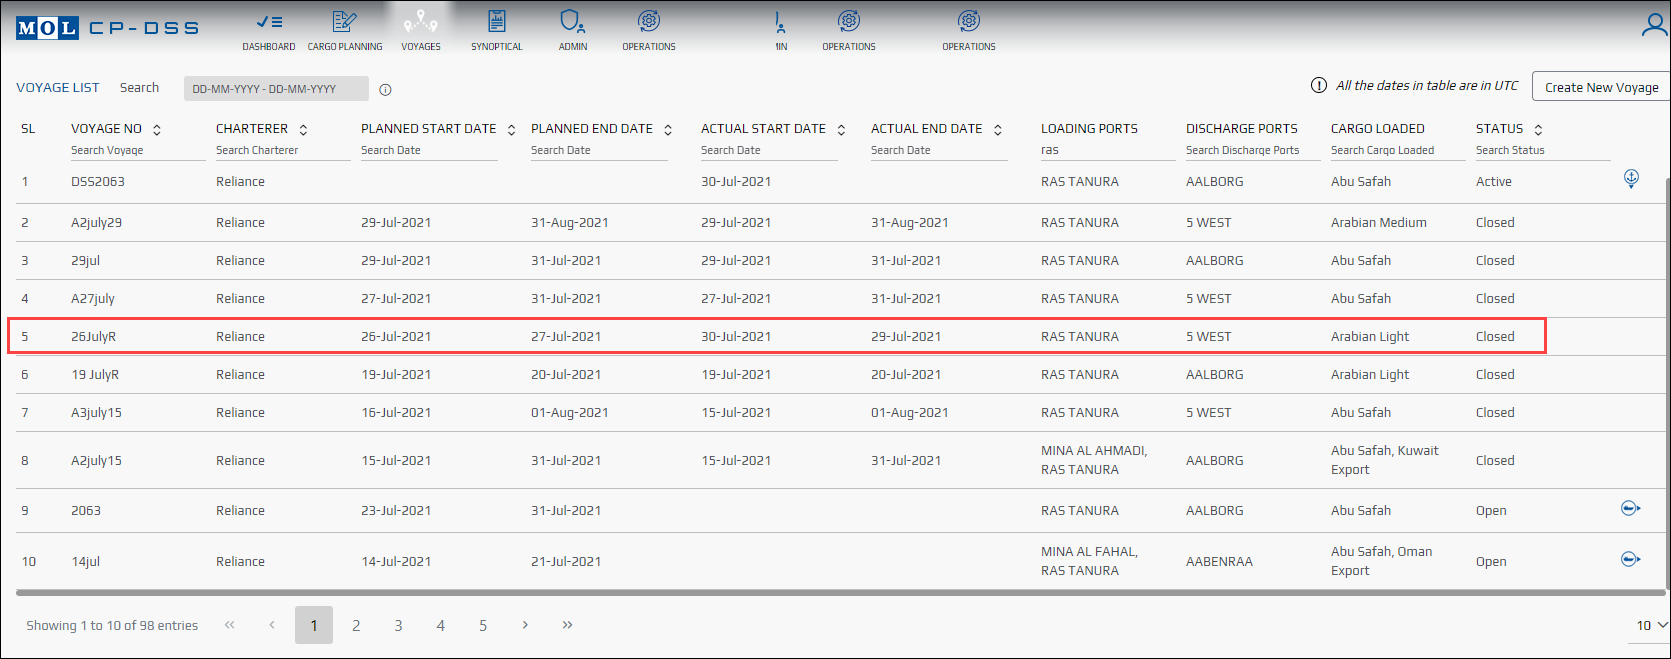 MOL CP-DSS
DASHBOARD CARGO PLANNING VOYAGES SYNOPTICAL ADMIN OPERATIONS IIN OPERATIONS OPERATIONS
VOYAGE LIST Search DD-MM-YYYY - DD-MM-YYYY All the dates in table are in UTC Create New Voyage
SL VOYAGE NO CHARTERER PLANNED START DATE PLANNED END DATE ACTUAL START DATE ACTUAL END DATE LOADING PORTS DISCHARGE PORTS CARGO LOADED STATUS
Search Voyage Search Charterer Search Date Search Date Search Date Search Date ras Search Discharge Ports Search Cargo Loaded Search Status
1 DSS2063 Reliance 30-Jul-2021 RAS TANURA AALBORG Abu Safah Active
2 A2july29 Reliance 29-Jul-2021 31-Aug-2021 29-Jul-2021 31-Aug-2021 RAS TANURA 5 WEST Arabian Medium Closed
3 29jul Reliance 29-Jul-2021 31-Jul-2021 29-Jul-2021 31-Jul-2021 RAS TANURA AALBORG Abu Safah Closed
4 A27july Reliance 27-Jul-2021 31-Jul-2021 27-Jul-2021 31-Jul-2021 RAS TANURA 5 WEST Abu Safah Closed
5 26JulyR Reliance 26-Jul-2021 27-Jul-2021 30-Jul-2021 29-Jul-2021 RAS TANURA 5 WEST Arabian Light Closed
6 19 JulyR Reliance 19-Jul-2021 20-Jul-2021 19-Jul-2021 20-Jul-2021 RAS TANURA AALBORG Arabian Light Closed
7 A3july15 Reliance 16-Jul-2021 01-Aug-2021 15-Jul-2021 01-Aug-2021 RAS TANURA 5 WEST Abu Safah Closed
8 A2july15 Reliance 15-Jul-2021 31-Jul-2021 15-Jul-2021 31-Jul-2021 MINA AL AHMADI, RAS TANURA AALBORG Abu Safah, Kuwait Export Closed
9 2063 Reliance 23-Jul-2021 31-Jul-2021 RAS TANURA AALBORG Abu Safah Open
10 14jul Reliance 14-Jul-2021 21-Jul-2021 MINA AL FAHAL, RAS TANURA AABENRAA Abu Safah, Oman Export Open
Showing 1 to 10 of 98 entries « ‹ 1 2 3 4 5 › » 10